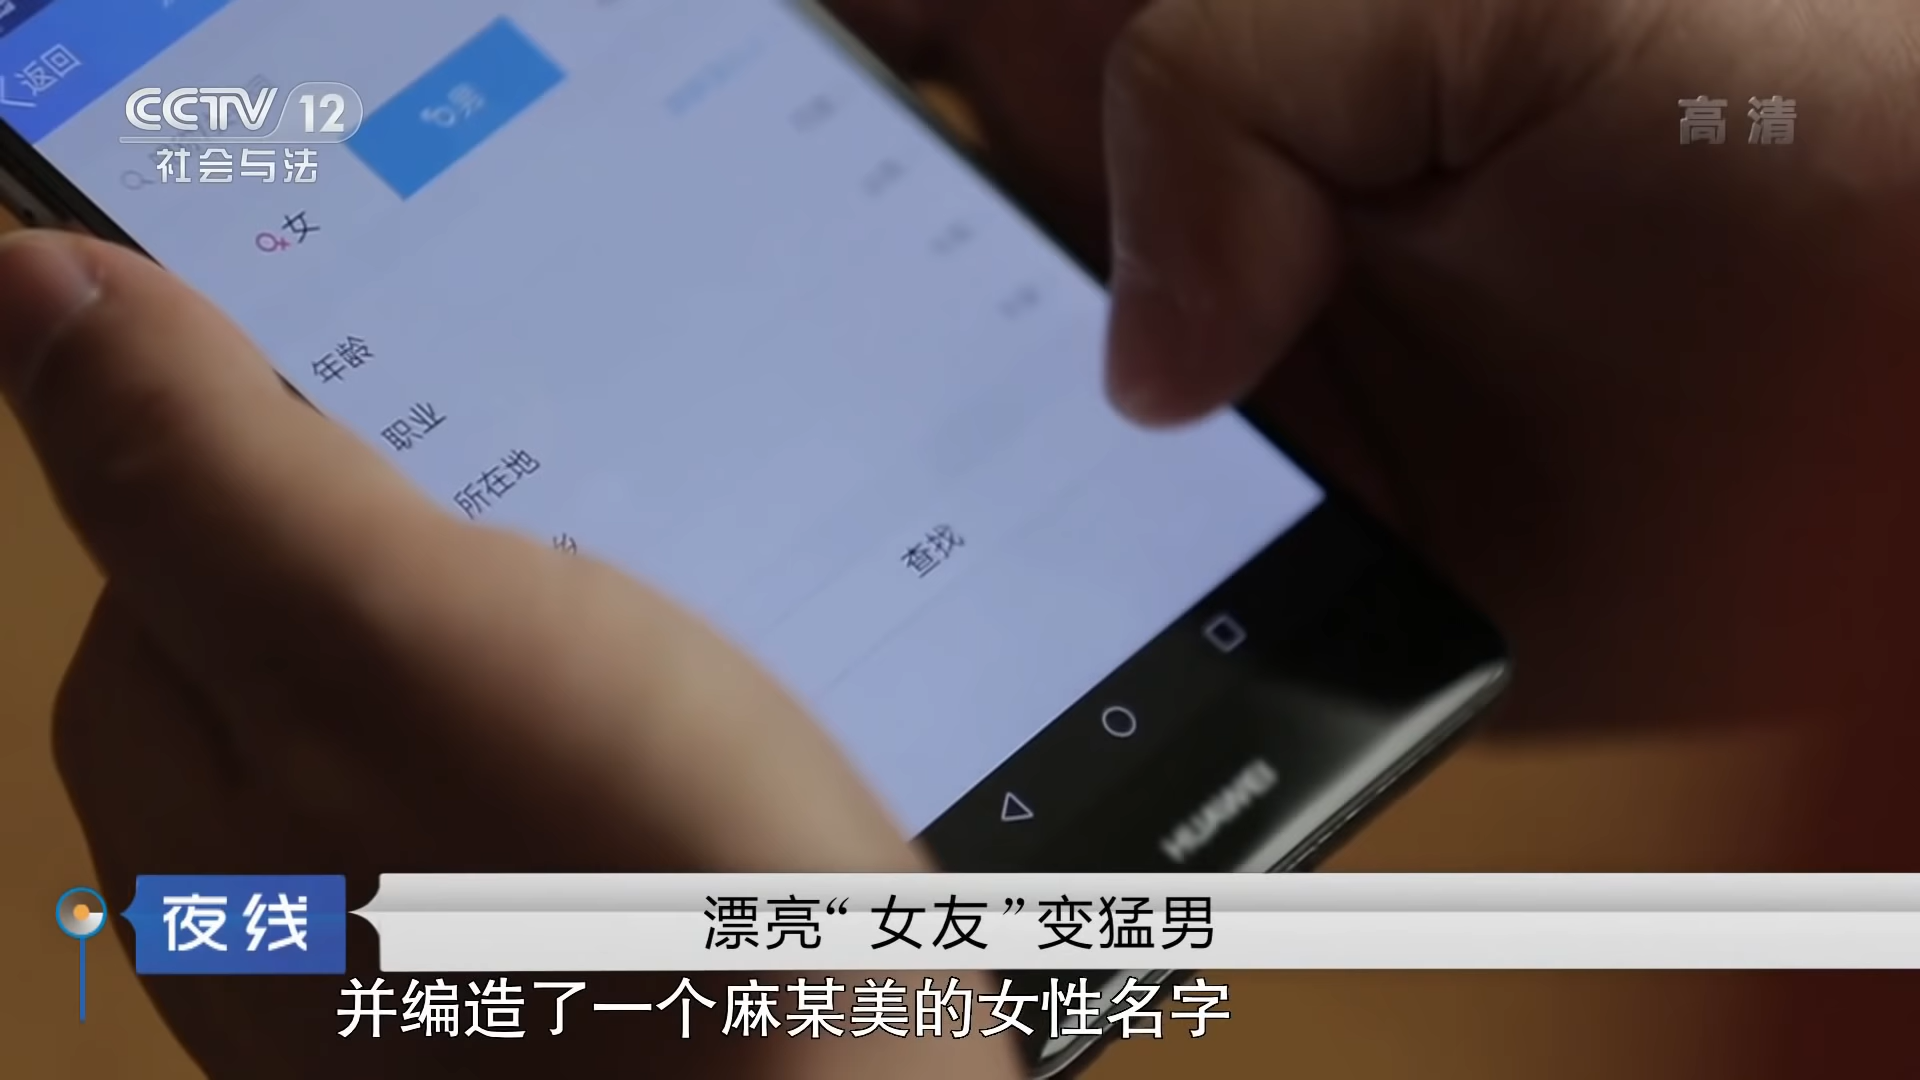 返回
CCTV 12
社会与法
高清
男
女
年龄
职业
所在地
查找
HUAWEI
夜线
漂亮“女友”变猛男
并编造了一个麻某美的女性名字